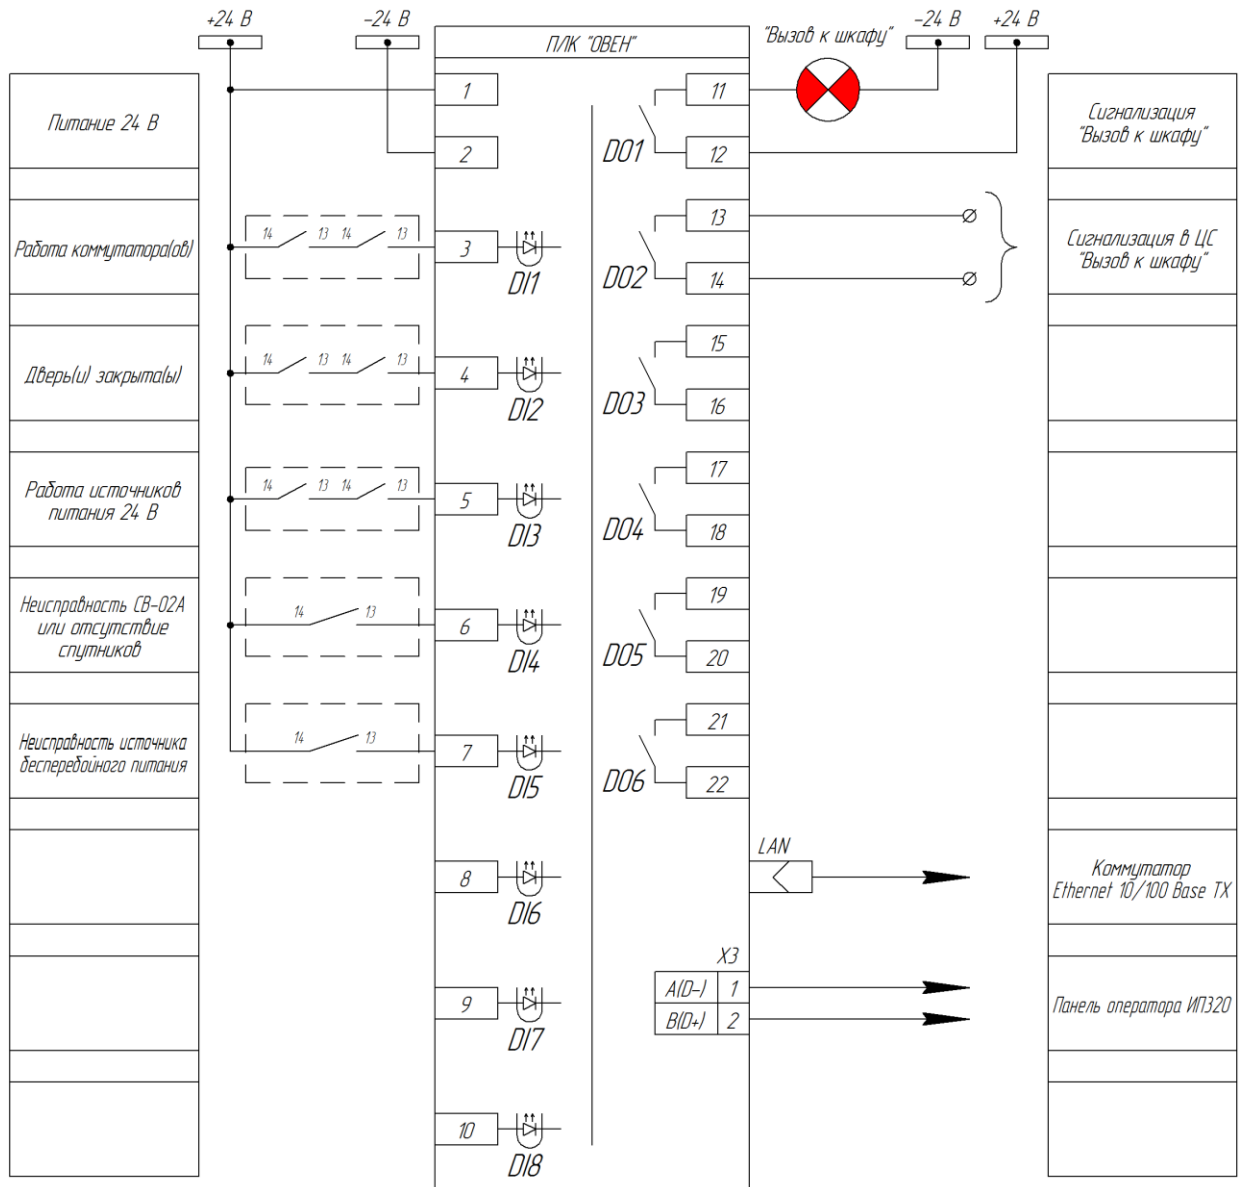 +24 В
-24 В
ПЛК "ОВЕН"
"Вызов к шкафу"
-24 В
+24 В
Питание 24 В
1
2
11
12
DO1
Сигнализация
"Вызов к шкафу"
Работа коммутатора(ов)
14
13
14
13
3
DI1
13
14
DO2
Сигнализация в ЦС
"Вызов к шкафу"
Дверь(и) закрыта(ы)
14
13
14
13
4
DI2
15
16
DO3
Работа источников
питания 24 В
14
13
14
13
5
DI3
17
18
DO4
Неисправность СВ-02А
или отсутствие
спутников
14
13
6
DI4
19
20
DO5
Неисправность источника
бесперебойного питания
14
13
7
DI5
21
22
DO6
8
DI6
LAN
Коммутатор
Ethernet 10/100 Base TX
9
DI7
X3
A(D-)
1
B(D+)
2
Панель оператора ИП320
10
DI8